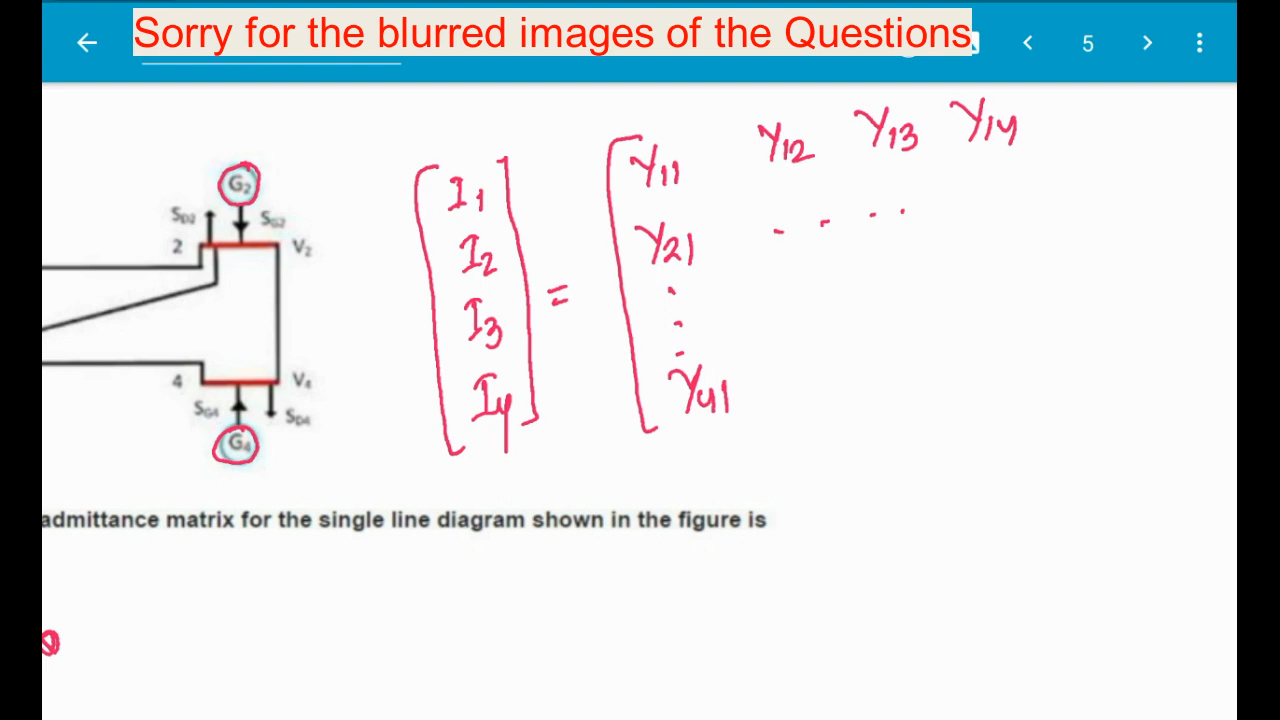 Sorry for the blurred images of the Questions
5
G2
SD2
SG2
2
V2
4
V4
SG4
SD4
G4
I1
I2
I3
I4
=
Y11 Y12 Y13 Y14
Y21 . . . .
.
.
.
Y41
admittance matrix for the single line diagram shown in the figure is